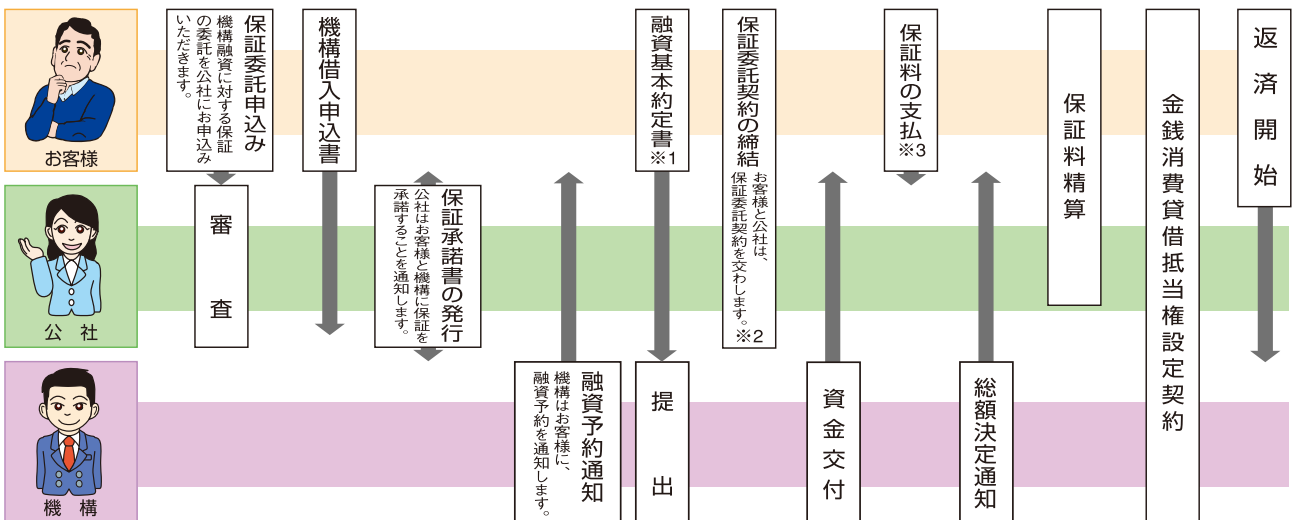 お客様
公社
機構
保証委託申込み
機構融資に対する保証
の委託を公社にお申込み
いただきます。
審査
機構借入申込書
保証承諾書の発行
公社はお客様と機構に保証を
承諾することを通知します。
融資予約通知
機構はお客様に、
融資予約を通知します。
融資基本約定書※1
提出
保証委託契約の締結
お客様と公社は、
保証委託契約を交わします。※2
資金交付
保証料の支払※3
総額決定通知
保証料精算
金銭消費貸借抵当権設定契約
返済開始